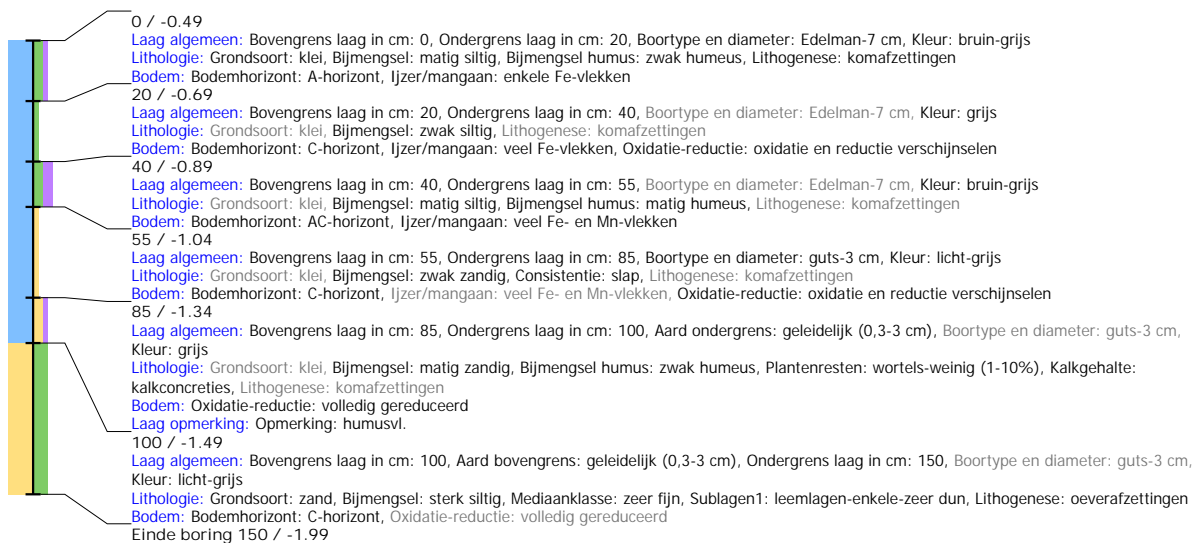 0 / -0.49
Laag algemeen: Bovengrens laag in cm: 0, Ondergrens laag in cm: 20, Boortype en diameter: Edelman-7 cm, Kleur: bruin-grijs
Lithologie: Grondsoort: klei, Bijmengsel: matig siltig, Bijmengsel humus: zwak humeus, Lithogenese: komafzettingen
Bodem: Bodemhorizont: A-horizont, Ijzer/mangaan: enkele Fe-vlekken
20 / -0.69
Laag algemeen: Bovengrens laag in cm: 20, Ondergrens laag in cm: 40, Boortype en diameter: Edelman-7 cm, Kleur: grijs
Lithologie: Grondsoort: klei, Bijmengsel: zwak siltig, Lithogenese: komafzettingen
Bodem: Bodemhorizont: C-horizont, Ijzer/mangaan: veel Fe-vlekken, Oxidatie-reductie: oxidatie en reductie verschijnselen
40 / -0.89
Laag algemeen: Bovengrens laag in cm: 40, Ondergrens laag in cm: 55, Boortype en diameter: Edelman-7 cm, Kleur: bruin-grijs
Lithologie: Grondsoort: klei, Bijmengsel: matig siltig, Bijmengsel humus: matig humeus, Lithogenese: komafzettingen
Bodem: Bodemhorizont: AC-horizont, Ijzer/mangaan: veel Fe- en Mn-vlekken
55 / -1.04
Laag algemeen: Bovengrens laag in cm: 55, Ondergrens laag in cm: 85, Boortype en diameter: guts-3 cm, Kleur: licht-grijs
Lithologie: Grondsoort: klei, Bijmengsel: zwak zandig, Consistentie: slap, Lithogenese: komafzettingen
Bodem: Bodemhorizont: C-horizont, Ijzer/mangaan: veel Fe- en Mn-vlekken, Oxidatie-reductie: oxidatie en reductie verschijnselen
85 / -1.34
Laag algemeen: Bovengrens laag in cm: 85, Ondergrens laag in cm: 100, Aard ondergrens: geleidelijk (0,3-3 cm), Boortype en diameter: guts-3 cm,
Kleur: grijs
Lithologie: Grondsoort: klei, Bijmengsel: matig zandig, Bijmengsel humus: zwak humeus, Plantenresten: wortels-weinig (1-10%), Kalkgehalte:
kalkconcreties, Lithogenese: komafzettingen
Bodem: Oxidatie-reductie: volledig gereduceerd
Laag opmerking: Opmerking: humusvl.
100 / -1.49
Laag algemeen: Bovengrens laag in cm: 100, Aard bovengrens: geleidelijk (0,3-3 cm), Ondergrens laag in cm: 150, Boortype en diameter: guts-3 cm,
Kleur: licht-grijs
Lithologie: Grondsoort: zand, Bijmengsel: sterk siltig, Mediaanklasse: zeer fijn, Sublagen1: leemlagen-enkele-zeer dun, Lithogenese: oeverafzettingen
Bodem: Bodemhorizont: C-horizont, Oxidatie-reductie: volledig gereduceerd
Einde boring 150 / -1.99